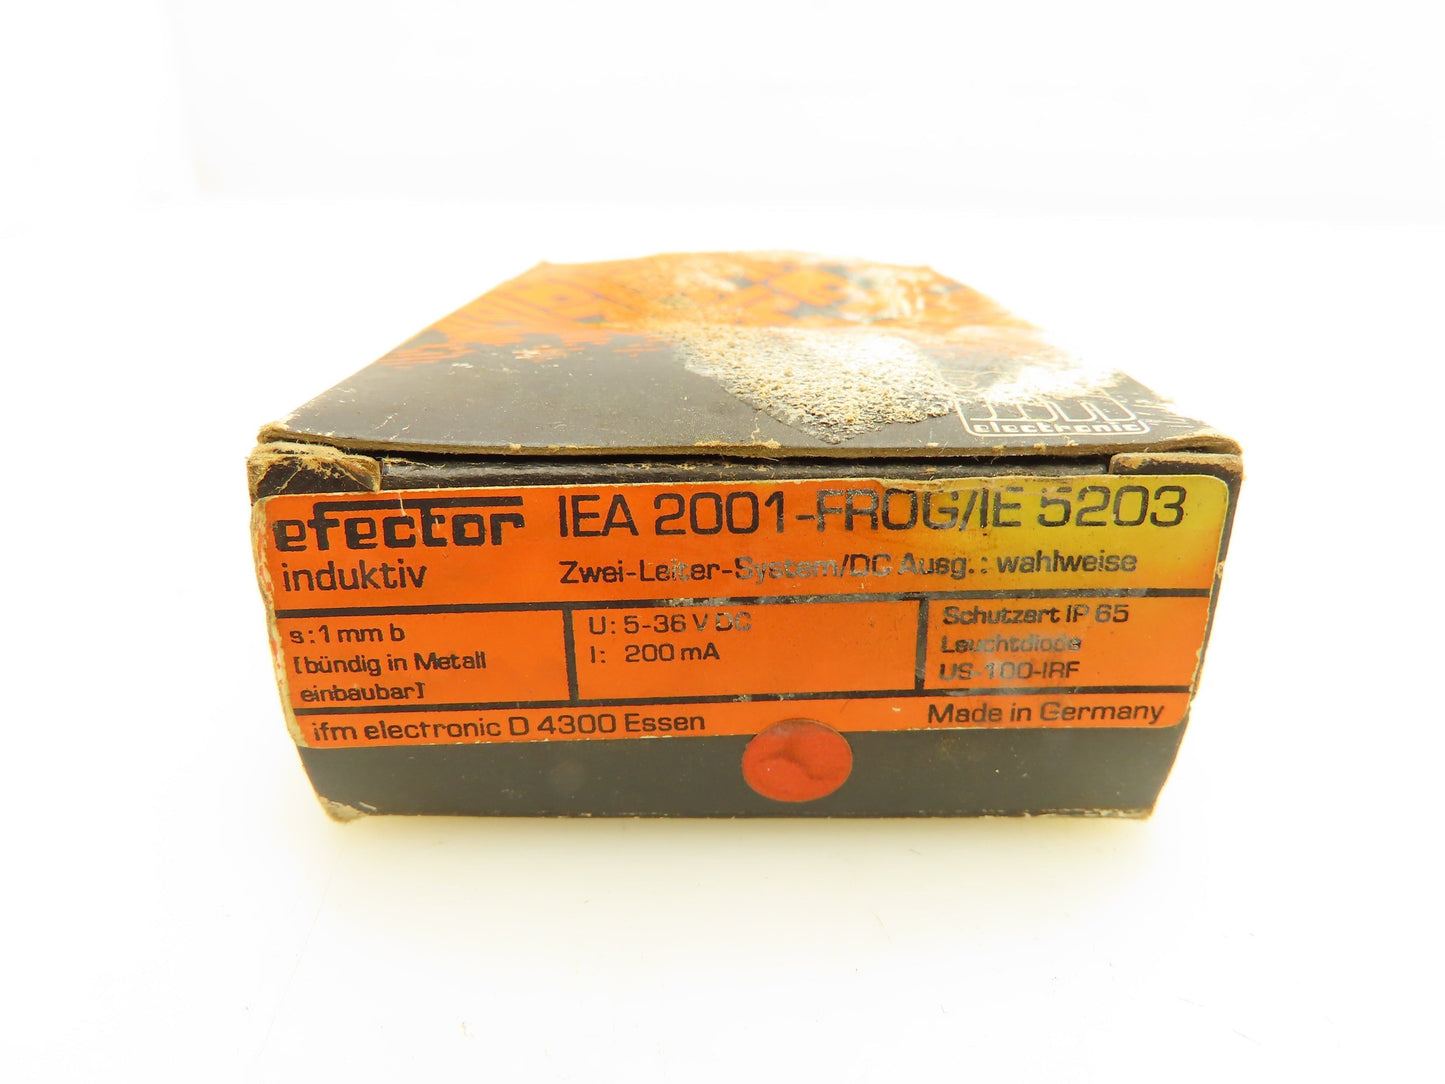 electronic
efector IEA 2001-FROG/IE 5203
induktiv Zwei-Leiter-System/DC Ausg.: wahlweise
s: 1 mm b
[bündig in Metall
einbaubar]
U: 5-36 V DC
I: 200 mA
Schutzart IP 65
Leuchtdiode
US-100-IRF
ifm electronic D 4300 Essen
Made in Germany